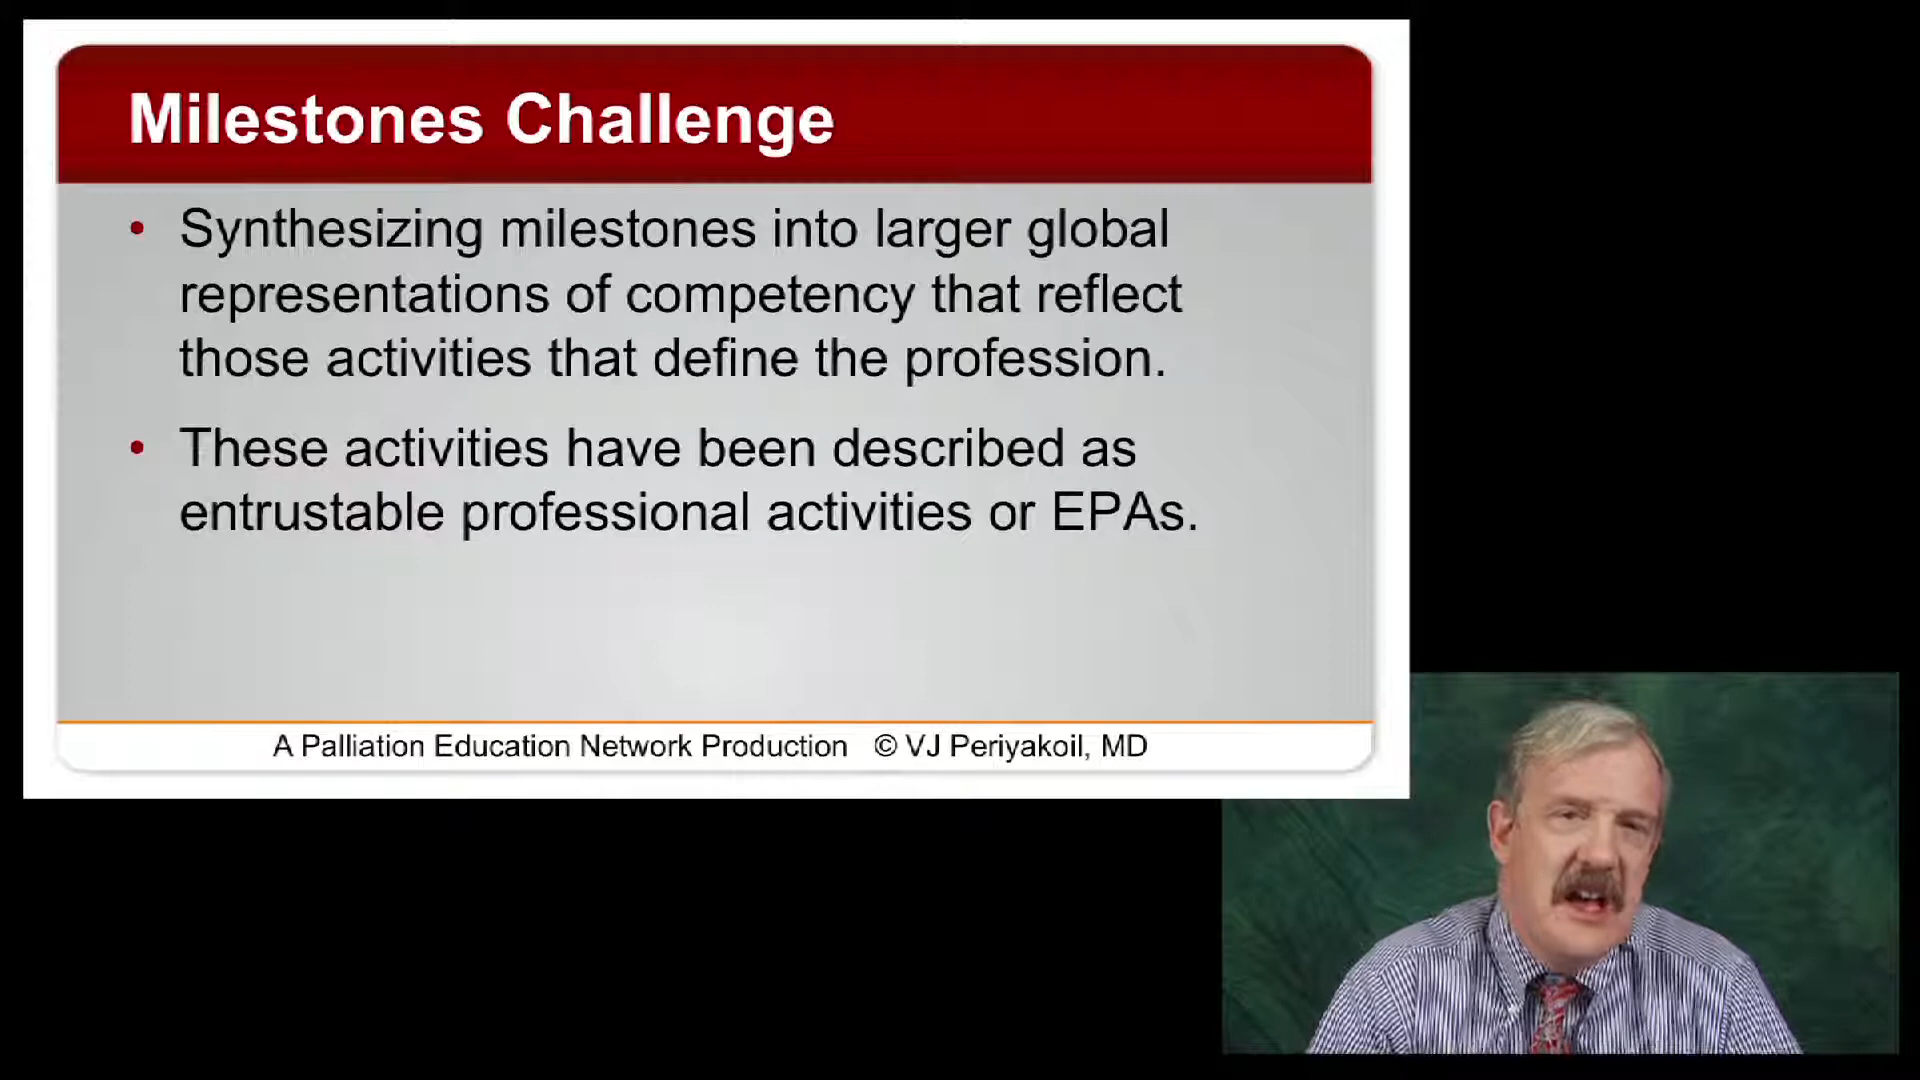 Milestones Challenge
• Synthesizing milestones into larger global
representations of competency that reflect
those activities that define the profession.
• These activities have been described as
entrustable professional activities or EPAs.
A Palliation Education Network Production © VJ Periyakoil, MD